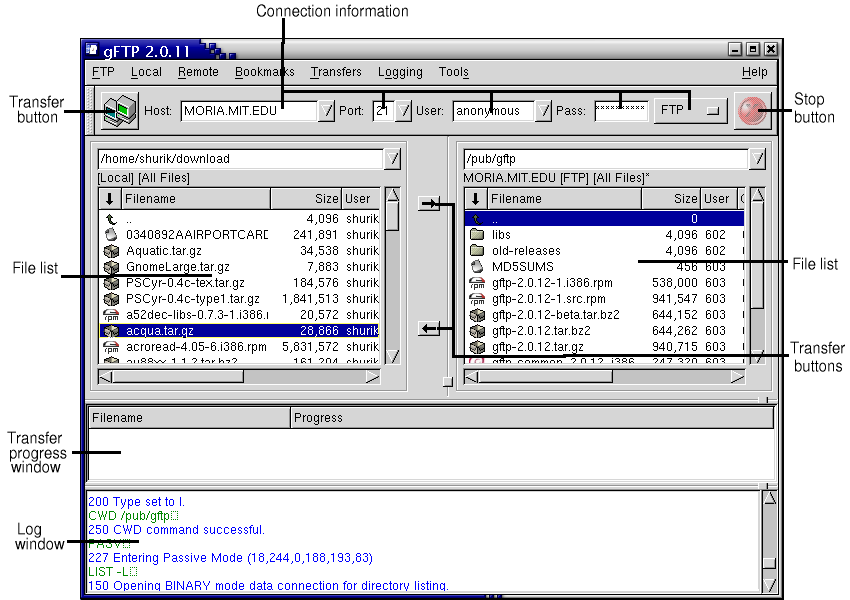 Connection information
gFTP 2.0.11
FTP Local Remote Bookmarks Transfers Logging Tools Help
Transfer button
Host: MORIA.MIT.EDU Port: 21 User: anonymous Pass: ********** FTP
Stop button
/home/shurik/download
[Local] [All Files]
Filename Size User
.. 4,096 shurik
0340892AAIRPORTCARD 241,891 shurik
Aquatic.tar.gz 34,538 shurik
GnomeLarge.tar.gz 7,883 shurik
PSCyr-0.4c-tex.tar.gz 184,576 shurik
PSCyr-0.4c-type1.tar.gz 1,841,513 shurik
a52dec-libs-0.7.3-1.i386.r 20,572 shurik
acqua.tar.gz 28,866 shurik
acroread-4.05-6.i386.rpm 5,831,572 shurik
au88xx-1.1.2.tar.bz2 161,204 shurik
File list
/pub/gftp
MORIA.MIT.EDU [FTP] [All Files]*
Filename Size User
.. 0
libs 4,096 602
old-releases 4,096 602
MD5SUMS 456 603
gftp-2.0.12-1.i386.rpm 538,000 603
gftp-2.0.12-1.src.rpm 941,547 603
gftp-2.0.12-beta.tar.bz2 644,152 603
gftp-2.0.12.tar.bz2 644,262 603
gftp-2.0.12.tar.gz 940,715 603
gftp-common-2.0.12-1.i386 247,320 603
File list
Transfer buttons
Filename Progress
Transfer progress window
200 Type set to I.
CWD /pub/gftp
250 CWD command successful.
PASV
227 Entering Passive Mode (18,244,0,188,193,83)
LIST -L
150 Opening BINARY mode data connection for directory listing.
Log window